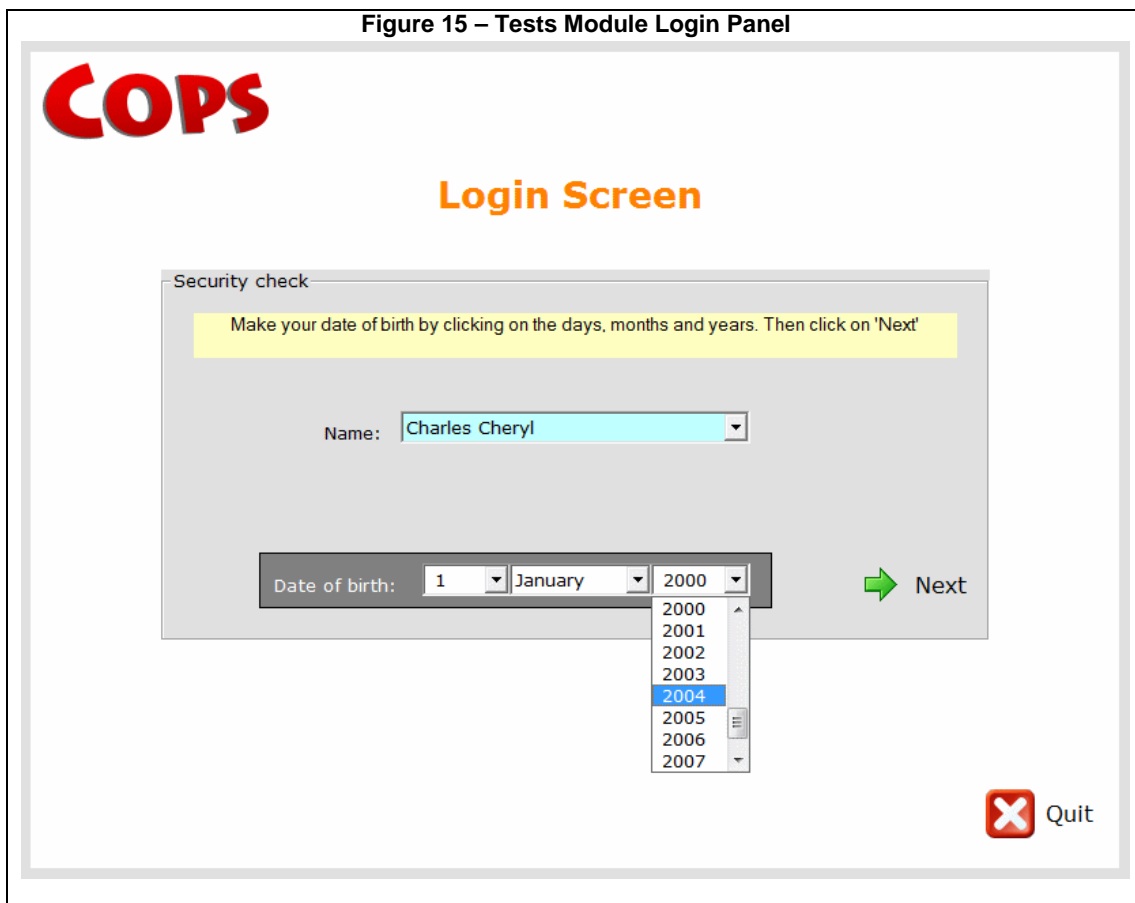 Figure 15 – Tests Module Login Panel
COPS
Login Screen
Security check
Make your date of birth by clicking on the days, months and years. Then click on 'Next'
Name: Charles Cheryl
Date of birth: 1 January 2000 Next
2000
2001
2002
2003
2004
2005
2006
2007
Quit